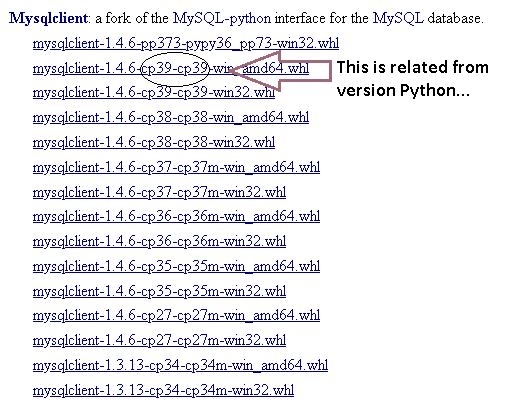 Mysqlclient: a fork of the MySQL-python interface for the MySQL database.
mysqlclient-1.4.6-pp373-pypy36_pp73-win32.whl
mysqlclient-1.4.6-cp39-cp39-win_amd64.whl
This is related from
version Python...
mysqlclient-1.4.6-cp39-cp39-win32.whl
mysqlclient-1.4.6-cp38-cp38-win_amd64.whl
mysqlclient-1.4.6-cp38-cp38-win32.whl
mysqlclient-1.4.6-cp37-cp37m-win_amd64.whl
mysqlclient-1.4.6-cp37-cp37m-win32.whl
mysqlclient-1.4.6-cp36-cp36m-win_amd64.whl
mysqlclient-1.4.6-cp36-cp36m-win32.whl
mysqlclient-1.4.6-cp35-cp35m-win_amd64.whl
mysqlclient-1.4.6-cp35-cp35m-win32.whl
mysqlclient-1.4.6-cp27-cp27m-win_amd64.whl
mysqlclient-1.4.6-cp27-cp27m-win32.whl
mysqlclient-1.3.13-cp34-cp34m-win_amd64.whl
mysqlclient-1.3.13-cp34-cp34m-win32.whl